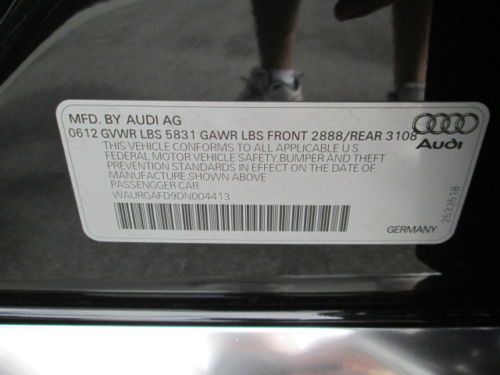 MFD. BY AUDI AG
0612 GVWR LBS 5831 GAWR LBS FRONT 2888/REAR 3108
Audi
THIS VEHICLE CONFORMS TO ALL APPLICABLE U.S
FEDERAL MOTOR VEHICLE SAFETY,BUMPER AND THEFT
PREVENTION STANDARDS IN EFFECT ON THE DATE OF
MANUFACTURE SHOWN ABOVE
PASSENGGER CAR
WAURGAFD9DN004413
2533518
GERMANY